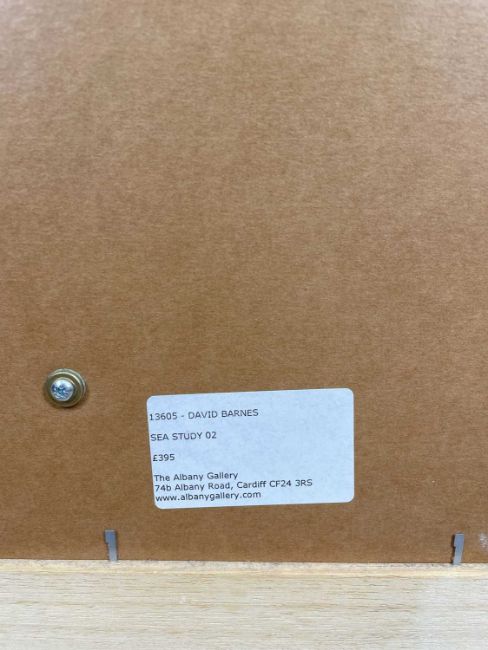 13605 - DAVID BARNES
SEA STUDY 02
£395
The Albany Gallery
74b Albany Road, Cardiff CF24 3RS
www.albanygallery.com